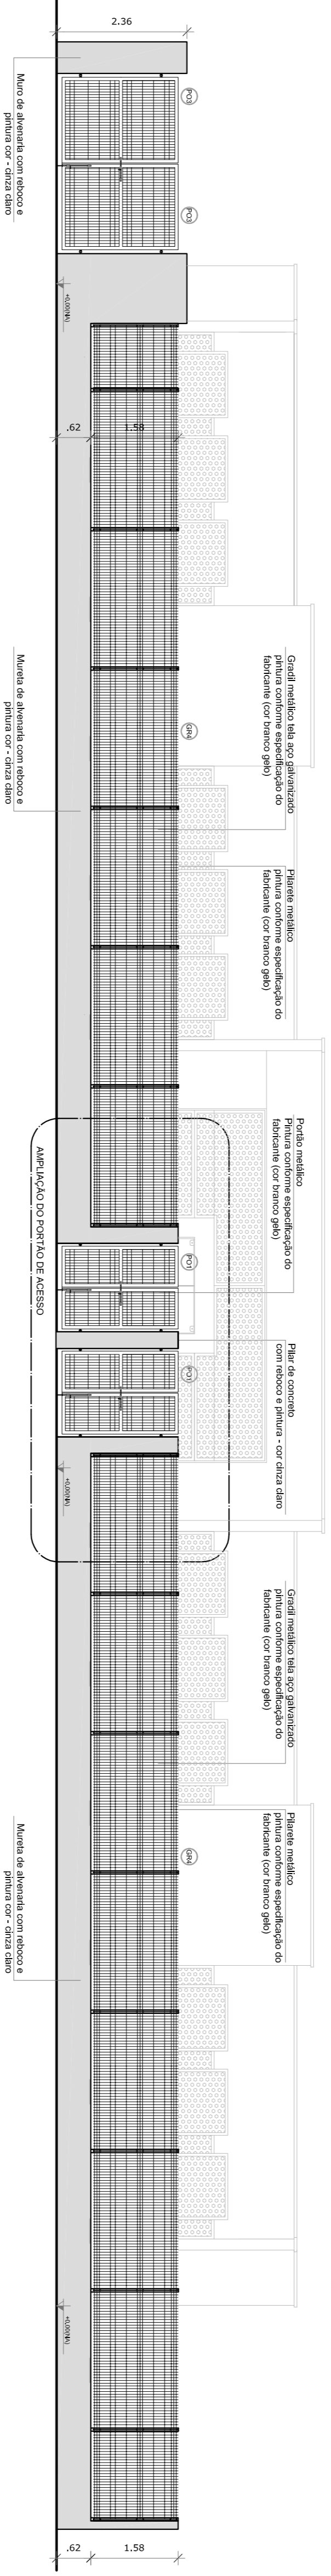 2.36
Muro de alvenaria com reboco e
pintura cor - cinza claro
PO3
PO3
+0,00(NA)
.62
1.58
Gradil metálico tela aço galvanizado
pintura conforme especificação do
fabricante (cor branco gelo)
Mureta de alvenaria com reboco e
pintura cor - cinza claro
GR4
Pilarete metálico
pintura conforme especificação do
fabricante (cor branco gelo)
Portão metálico
Pintura conforme especificação do
fabricante (cor branco gelo)
AMPLIAÇÃO DO PORTÃO DE ACESSO
PO1
PO1
Pilar de concreto
com reboco e pintura - cor cinza claro
+0,00(NA)
Gradil metálico tela aço galvanizado
pintura conforme especificação do
fabricante (cor branco gelo)
Pilarete metálico
pintura conforme especificação do
fabricante (cor branco gelo)
GR4
Mureta de alvenaria com reboco e
pintura cor - cinza claro
+0,00(NA)
.62
1.58